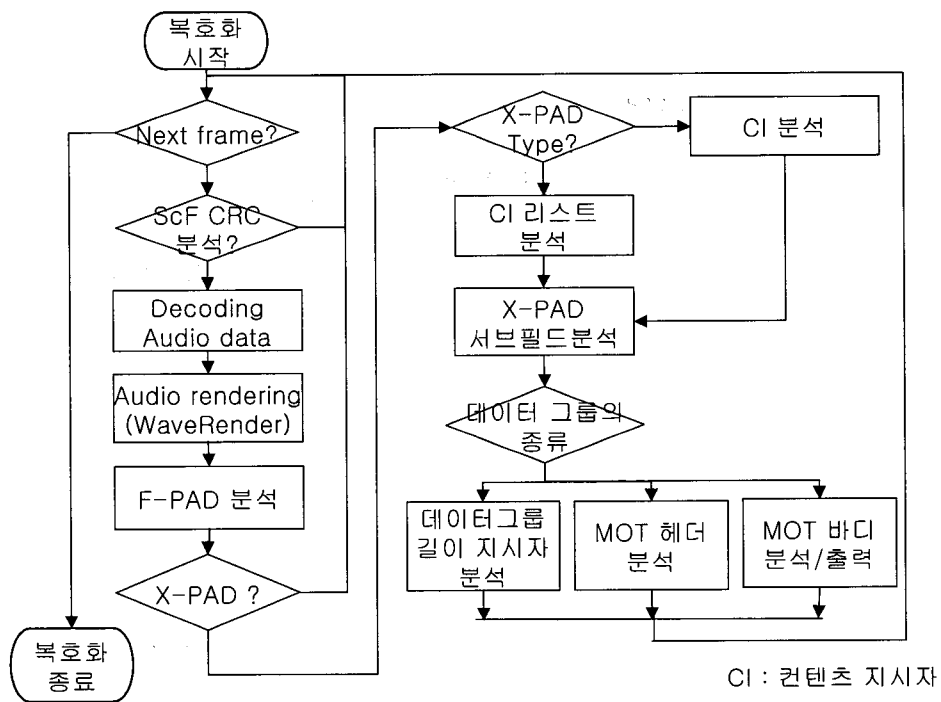 복호화
시작
Next frame?
ScF CRC
분석?
Decoding
Audio data
Audio rendering
(WaveRender)
F-PAD 분석
X-PAD ?
복호화
종료
X-PAD
Type?
CI 분석
CI 리스트
분석
X-PAD
서브필드분석
데이터 그룹의
종류
데이터그룹
길이 지시자
분석
MOT 헤더
분석
MOT 바디
분석/출력
CI : 컨텐츠 지시자